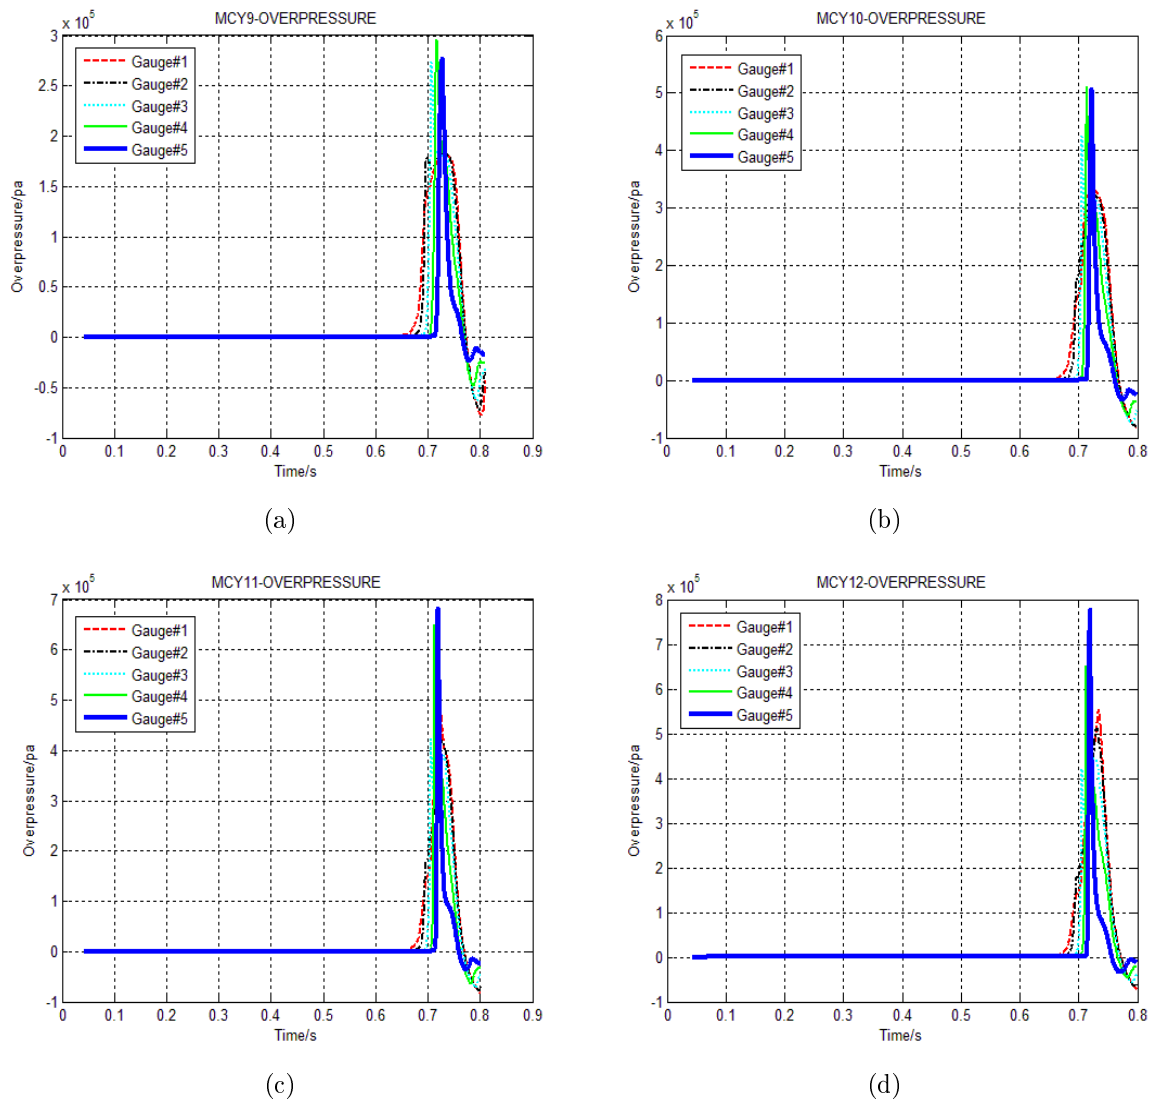 MCY9-OVERPRESSURE
x 10^5
3
2.5
2
1.5
1
0.5
0
-0.5
-1
Overpressure/pa
Gauge#1
Gauge#2
Gauge#3
Gauge#4
Gauge#5
0 0.1 0.2 0.3 0.4 0.5 0.6 0.7 0.8 0.9
Time/s
(a)
MCY10-OVERPRESSURE
x 10^5
6
5
4
3
2
1
0
-1
Overpressure/pa
Gauge#1
Gauge#2
Gauge#3
Gauge#4
Gauge#5
0 0.1 0.2 0.3 0.4 0.5 0.6 0.7 0.8
Time/s
(b)
MCY11-OVERPRESSURE
x 10^5
7
6
5
4
3
2
1
0
-1
Overpressure/pa
Gauge#1
Gauge#2
Gauge#3
Gauge#4
Gauge#5
0 0.1 0.2 0.3 0.4 0.5 0.6 0.7 0.8 0.9
Time/s
(c)
MCY12-OVERPRESSURE
x 10^5
8
7
6
5
4
3
2
1
0
-1
Overpressure/pa
Gauge#1
Gauge#2
Gauge#3
Gauge#4
Gauge#5
0 0.1 0.2 0.3 0.4 0.5 0.6 0.7 0.8
Time/s
(d)